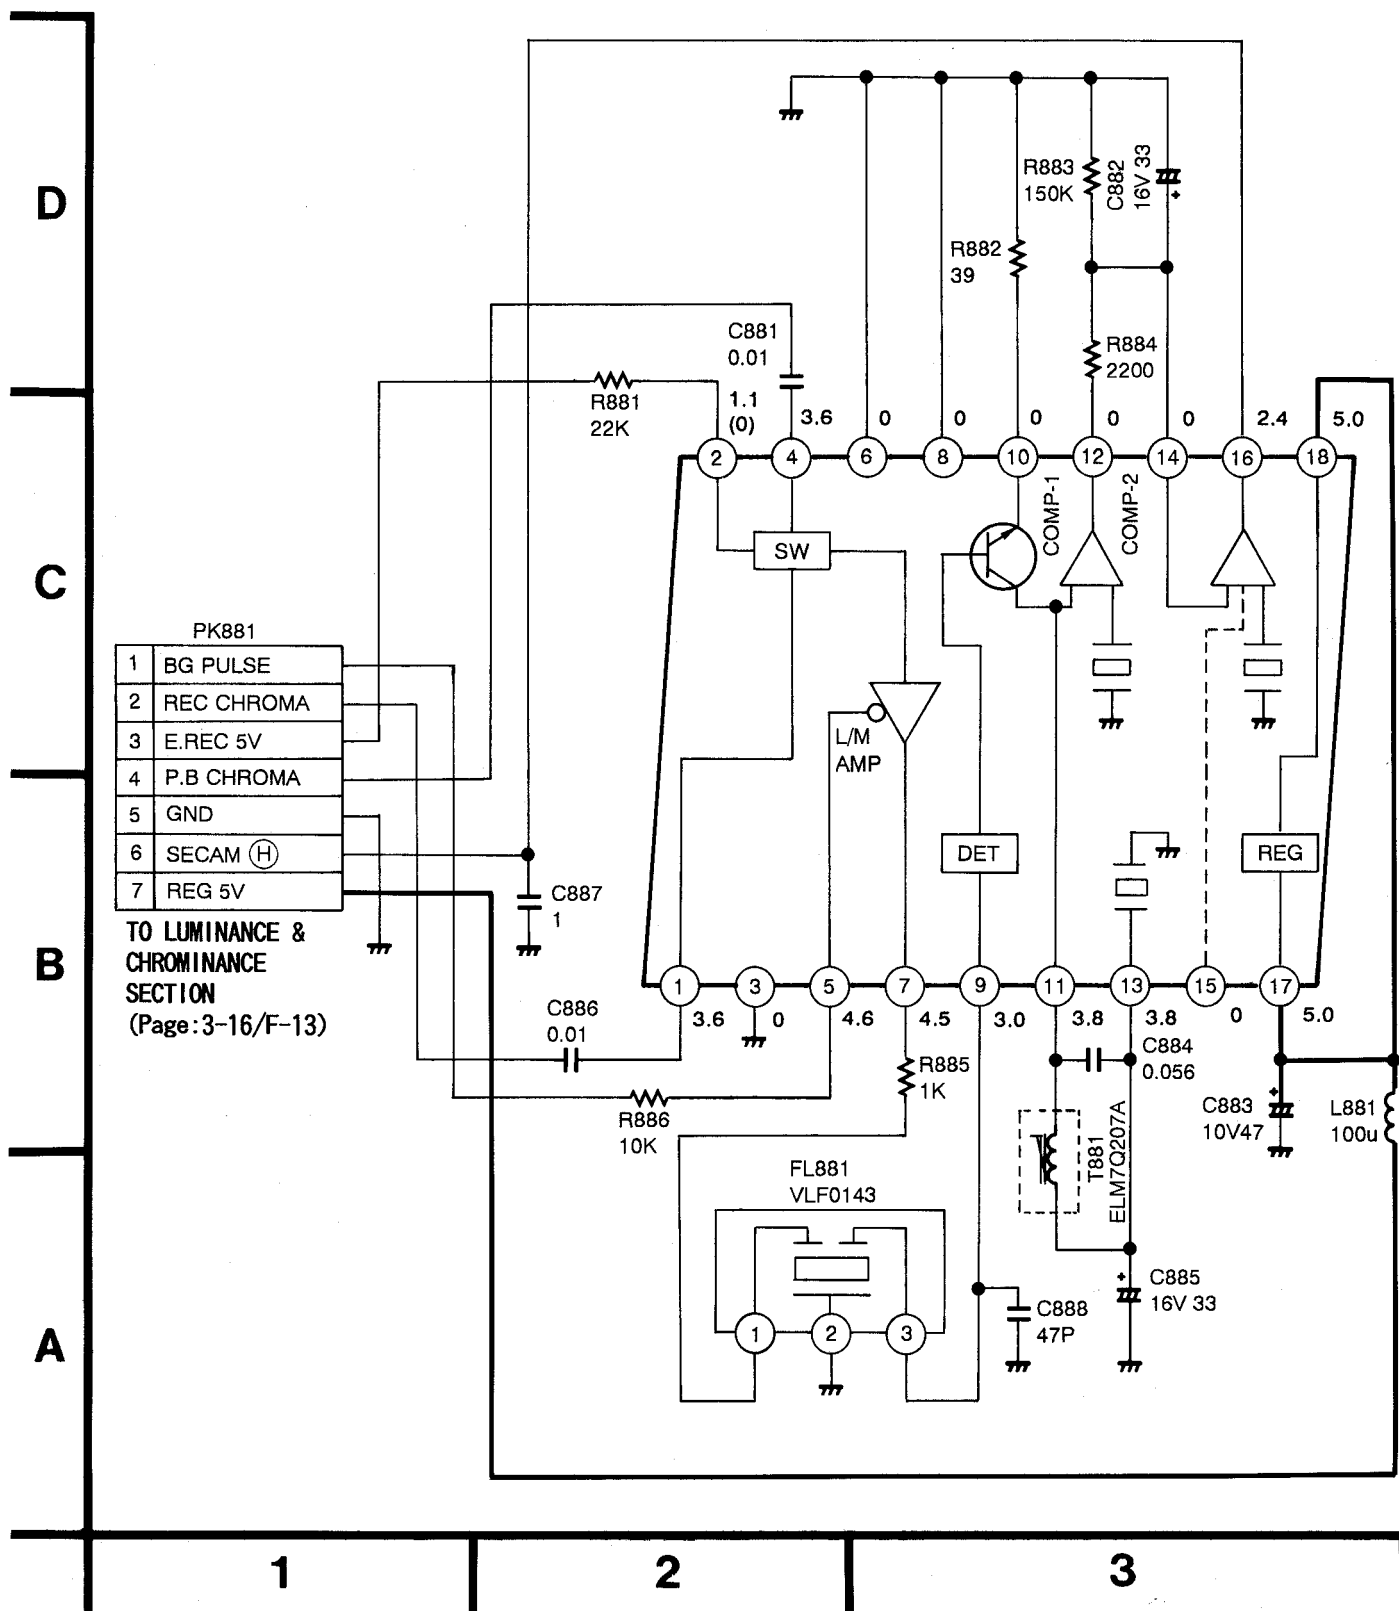 D
C
B
A
1
2
3
R883
150K
C882
16V 33
+
R882
39
C881
0.01
R884
2200
R881
22K
1.1
(0)
3.6
0
0
0
0
0
2.4
5.0
2
4
6
8
10
12
14
16
18
COMP-1
COMP-2
SW
PK881
1 BG PULSE
2 REC CHROMA
3 E.REC 5V
4 P.B CHROMA
5 GND
6 SECAM H
7 REG 5V
TO LUMINANCE &
CHROMINANCE
SECTION
(Page:3-16/F-13)
L/M
AMP
DET
REG
C887
1
1
3
5
7
9
11
13
15
17
3.6
0
4.6
4.5
3.0
3.8
3.8
0
5.0
C886
0.01
R885
1K
C884
0.056
R886
10K
C883
10V47
+
L881
100u
T881
ELM7Q207A
FL881
VLF0143
1
2
3
C888
47P
C885
16V 33
+